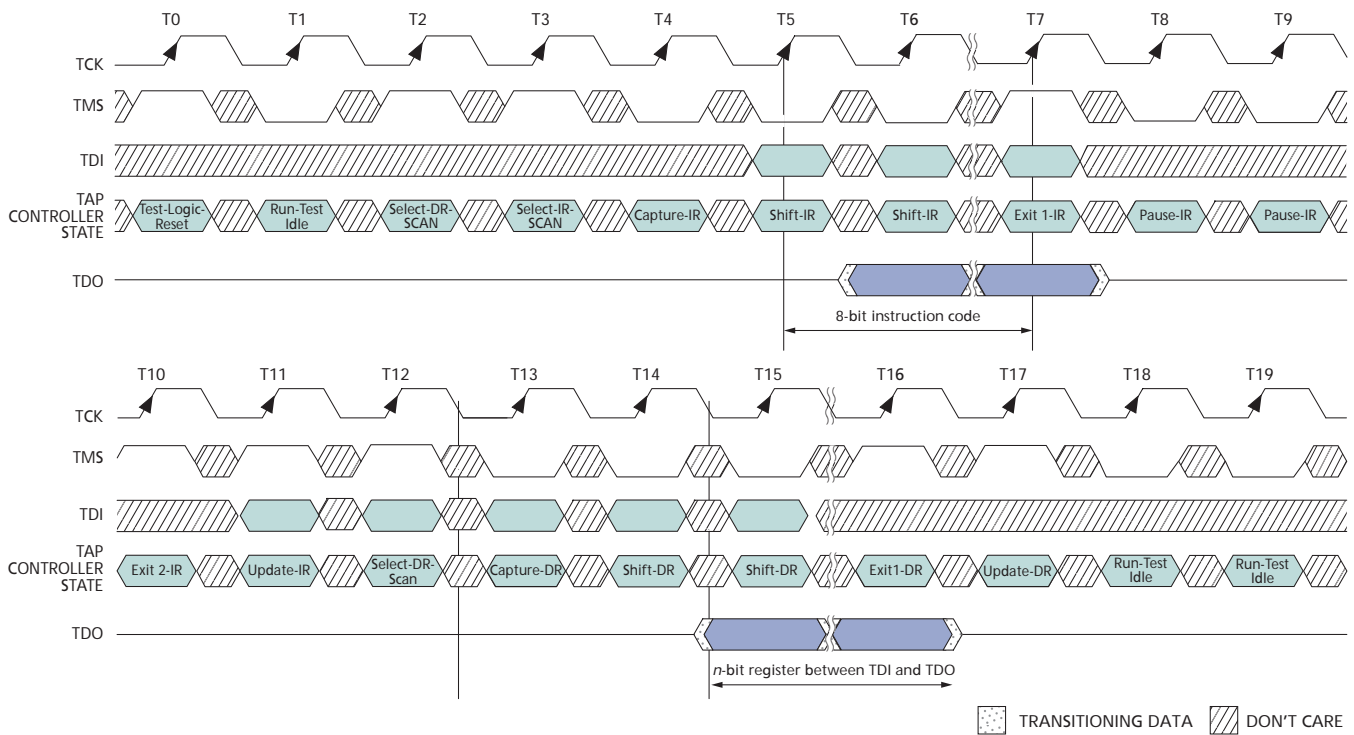 T0 T1 T2 T3 T4 T5 T6 T7 T8 T9
TCK
TMS
TDI
TAP
CONTROLLER
STATE
Test-Logic-
Reset
Run-Test
Idle
Select-DR-
SCAN
Select-IR-
SCAN
Capture-IR
Shift-IR
Shift-IR
Exit 1-IR
Pause-IR
Pause-IR
TDO
8-bit instruction code
T10 T11 T12 T13 T14 T15 T16 T17 T18 T19
TCK
TMS
TDI
TAP
CONTROLLER
STATE
Exit 2-IR
Update-IR
Select-DR-
Scan
Capture-DR
Shift-DR
Shift-DR
Exit1-DR
Update-DR
Run-Test
Idle
Run-Test
Idle
TDO
n-bit register between TDI and TDO
TRANSITIONING DATA
DON'T CARE